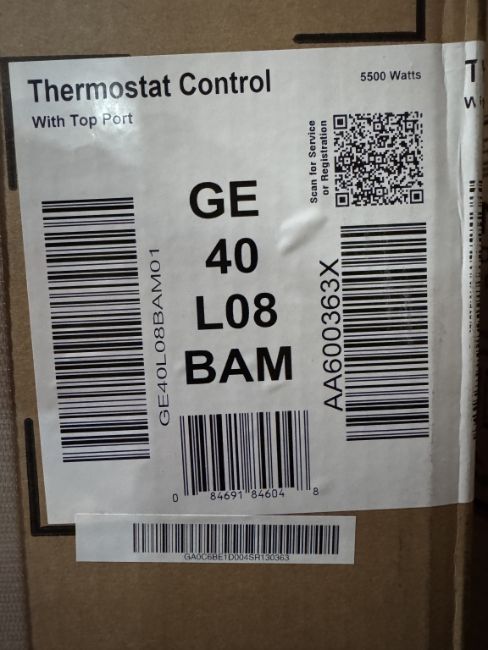 Thermostat Control
5500 Watts
With Top Port
Scan for Service
or Registration
GE
40
L08
BAM
GE40L08BAM01
AA600363X
0 84691 84604 8
GA0C6BE1D004SR130363
T